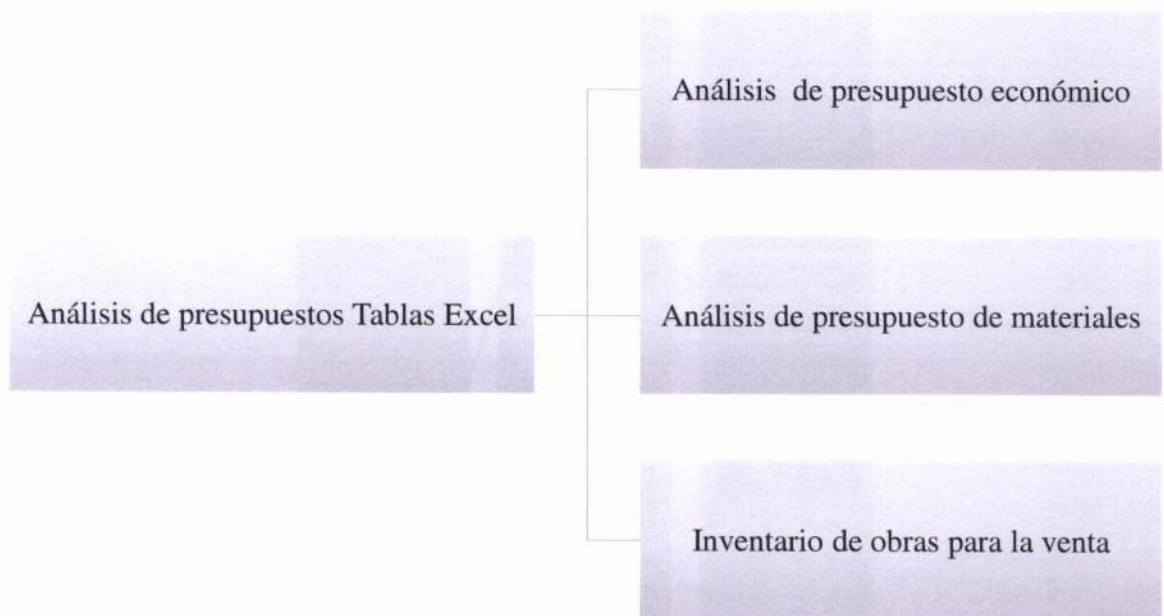 Análisis de presupuesto económico
Análisis de presupuestos Tablas Excel
Análisis de presupuesto de materiales
Inventario de obras para la venta